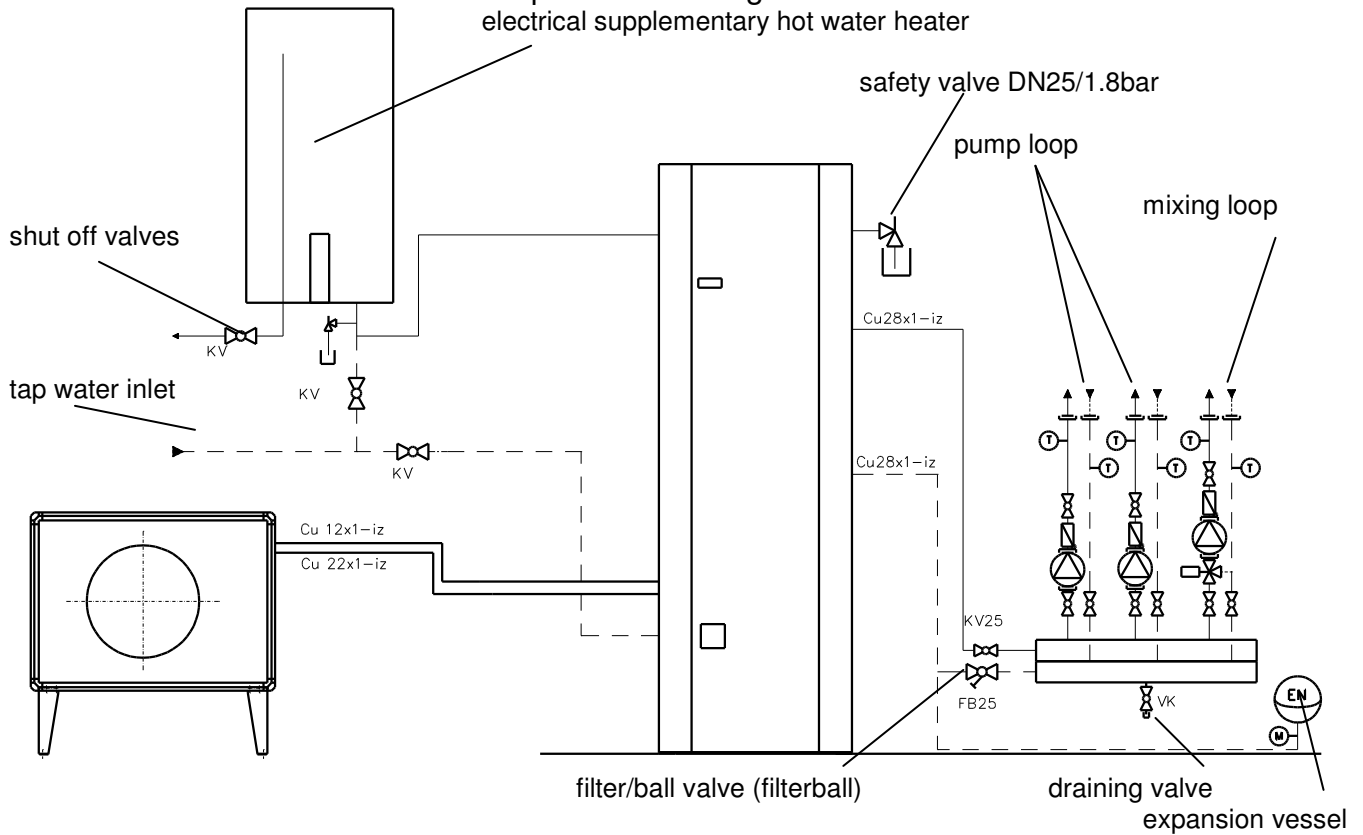 electrical supplementary hot water heater
safety valve DN25/1.8bar
pump loop
mixing loop
shut off valves
KV
tap water inlet
KV
KV
Cu28x1-iz
Cu28x1-iz
T
T
T
T
T
T
Cu 12x1-iz
Cu 22x1-iz
KV25
FB25
VK
EN
M
filter/ball valve (filterball)
draining valve
expansion vessel